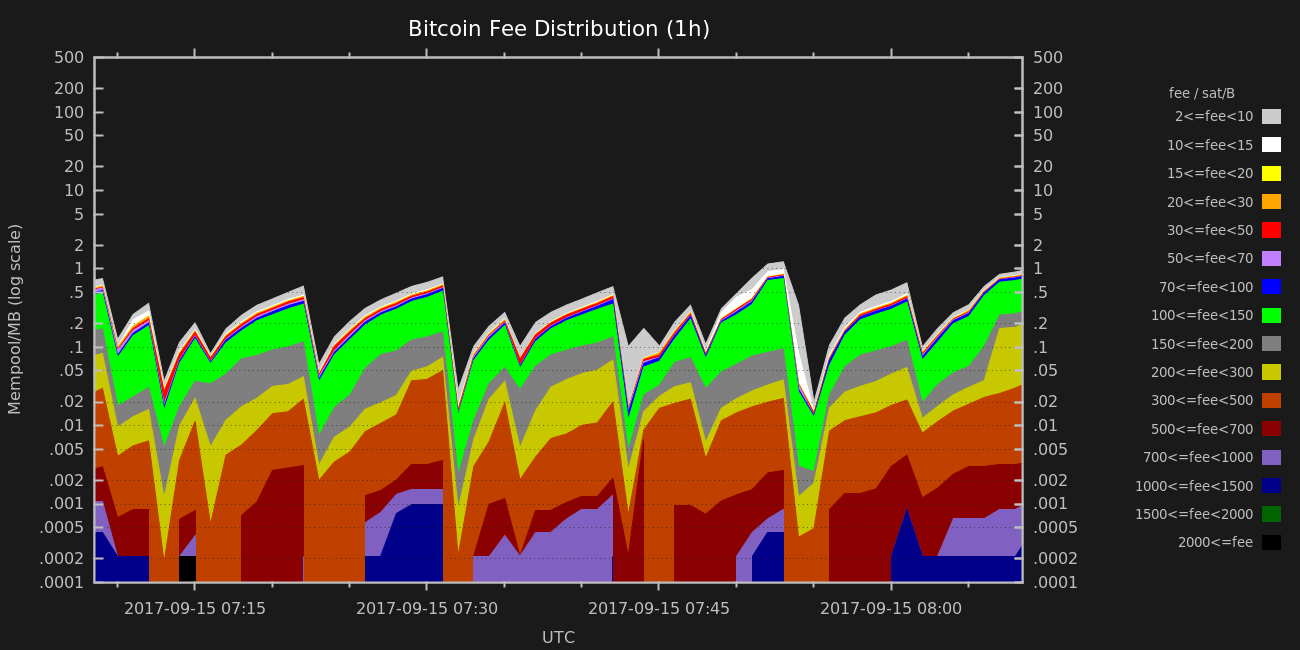 Bitcoin Fee Distribution (1h)
Mempool/MB (log scale)
500
200
100
50
20
10
5
2
1
.5
.2
.1
.05
.02
.01
.005
.002
.001
.0005
.0002
.0001
500
200
100
50
20
10
5
2
1
.5
.2
.1
.05
.02
.01
.005
.002
.001
.0005
.0002
.0001
2017-09-15 07:15 2017-09-15 07:30 2017-09-15 07:45 2017-09-15 08:00
UTC
fee / sat/B
2<=fee<10
10<=fee<15
15<=fee<20
20<=fee<30
30<=fee<50
50<=fee<70
70<=fee<100
100<=fee<150
150<=fee<200
200<=fee<300
300<=fee<500
500<=fee<700
700<=fee<1000
1000<=fee<1500
1500<=fee<2000
2000<=fee